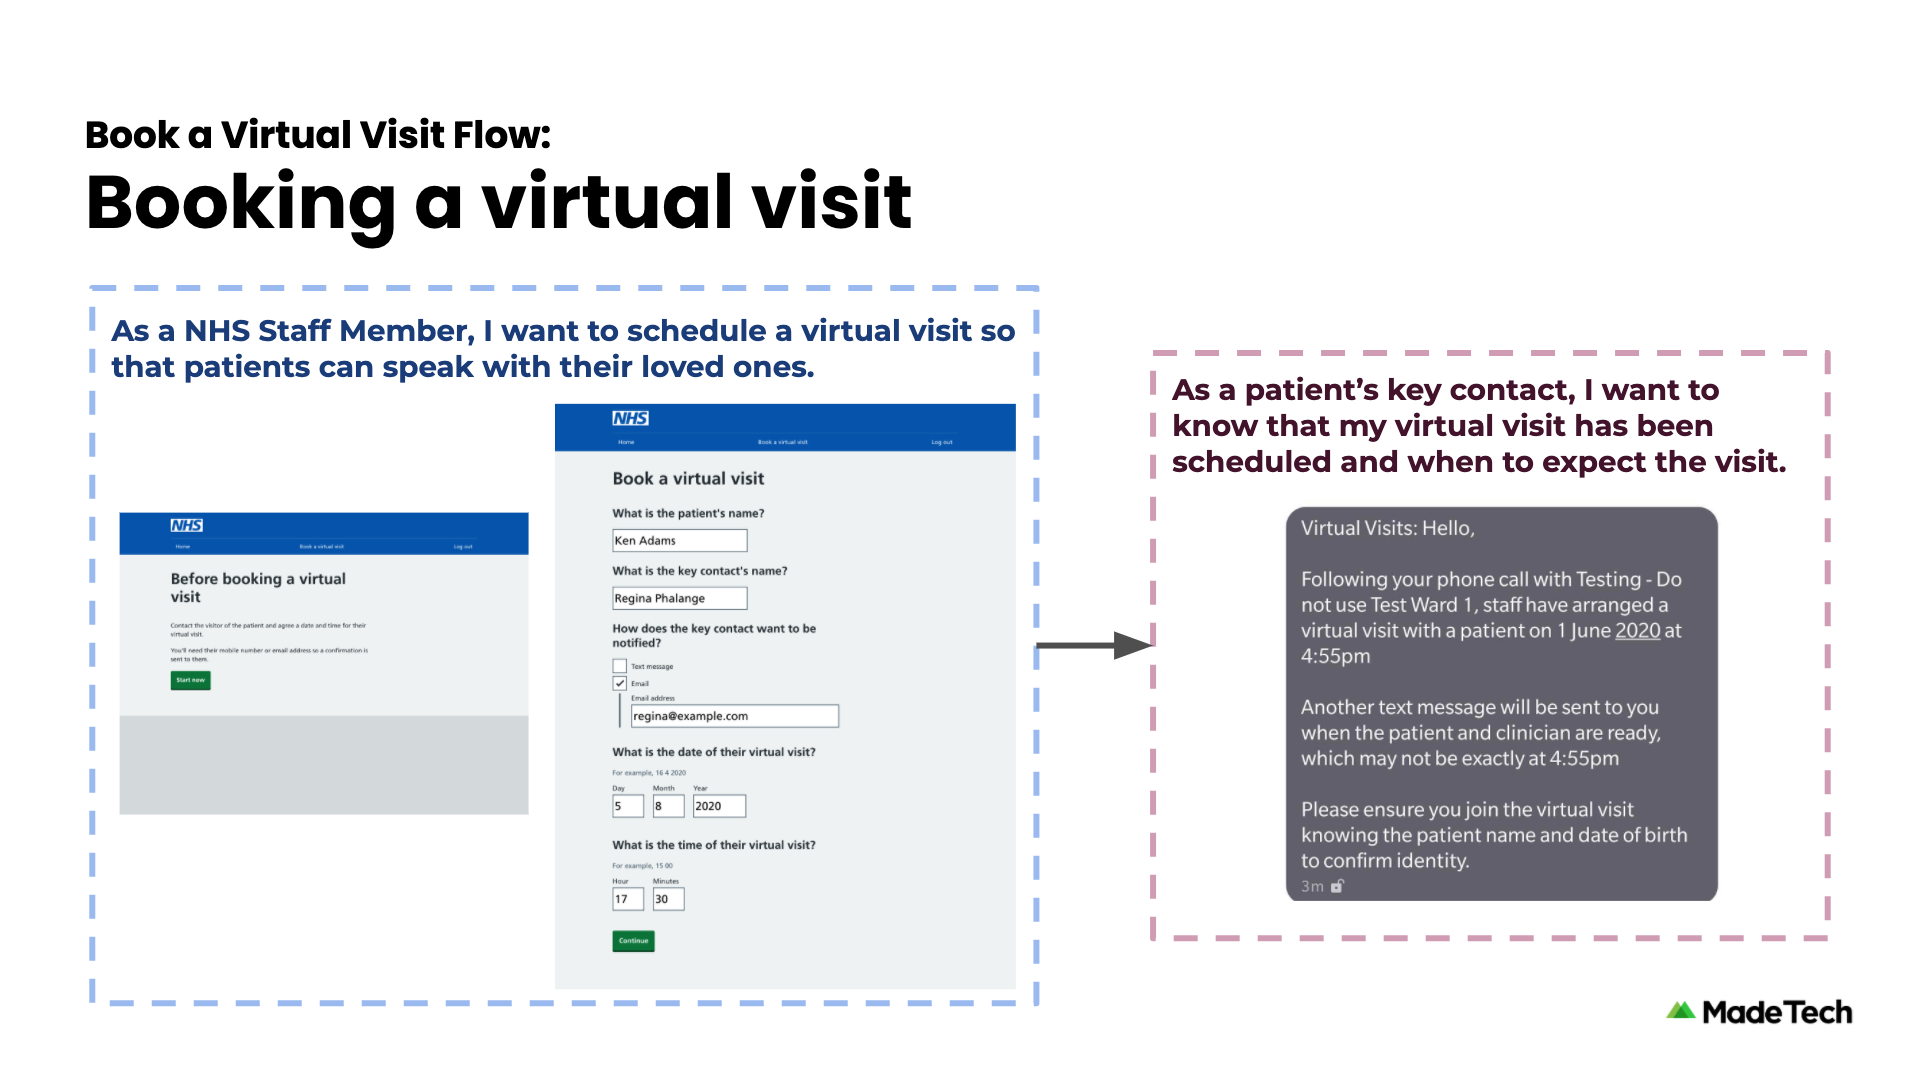 Book a Virtual Visit Flow:
Booking a virtual visit
As a NHS Staff Member, I want to schedule a virtual visit so
that patients can speak with their loved ones.
NHS
Home
Book a virtual visit
Log out
Before booking a virtual
visit
Contact the visitor of the patient and agree a date and time for their
virtual visit.
You'll need their mobile number or email address so a confirmation is
sent to them.
Start now
NHS
Home
Book a virtual visit
Log out
Book a virtual visit
What is the patient's name?
Ken Adams
What is the key contact's name?
Regina Phalange
How does the key contact want to be
notified?
Text message
Email
Email address
regina@example.com
What is the date of their virtual visit?
For example, 16 4 2020
Day Month Year
5 8 2020
What is the time of their virtual visit?
For example, 15 00
Hour Minutes
17 30
Continue
As a patient’s key contact, I want to
know that my virtual visit has been
scheduled and when to expect the visit.
Virtual Visits: Hello,
Following your phone call with Testing - Do
not use Test Ward 1, staff have arranged a
virtual visit with a patient on 1 June 2020 at
4:55pm
Another text message will be sent to you
when the patient and clinician are ready,
which may not be exactly at 4:55pm
Please ensure you join the virtual visit
knowing the patient name and date of birth
to confirm identity.
3m
MadeTech